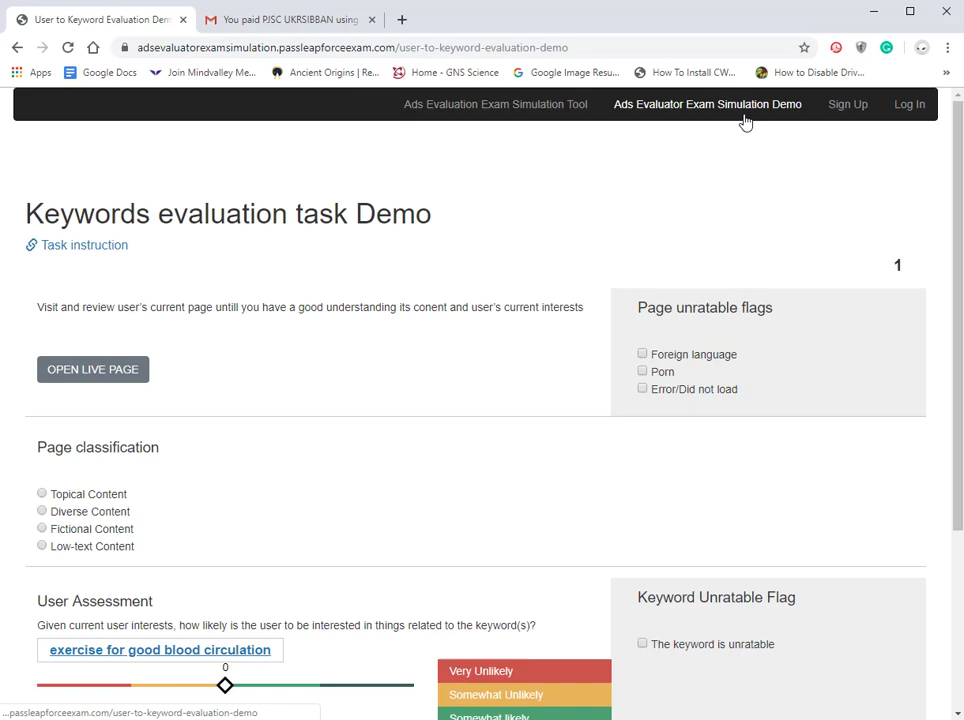 User to Keyword Evaluation Dem
You paid PJSC UKRSIBBAN using
adsevaluatorexamsimulation.passleapforceexam.com/user-to-keyword-evaluation-demo
Apps
Google Docs
Join Mindvalley Me...
Ancient Origins | Re...
Home - GNS Science
Google Image Resu...
How To Install CW...
How to Disable Driv...
»
Ads Evaluation Exam Simulation Tool
Ads Evaluator Exam Simulation Demo
Sign Up
Log In
Keywords evaluation task Demo
Task instruction
1
Visit and review user's current page untill you have a good understanding its conent and user's current interests
Page unratable flags
OPEN LIVE PAGE
Foreign language
Porn
Error/Did not load
Page classification
Topical Content
Diverse Content
Fictional Content
Low-text Content
User Assessment
Keyword Unratable Flag
Given current user interests, how likely is the user to be interested in things related to the keyword(s)?
The keyword is unratable
exercise for good blood circulation
0
Very Unlikely
Somewhat Unlikely
Somewhat likely
...passleapforceexam.com/user-to-keyword-evaluation-demo